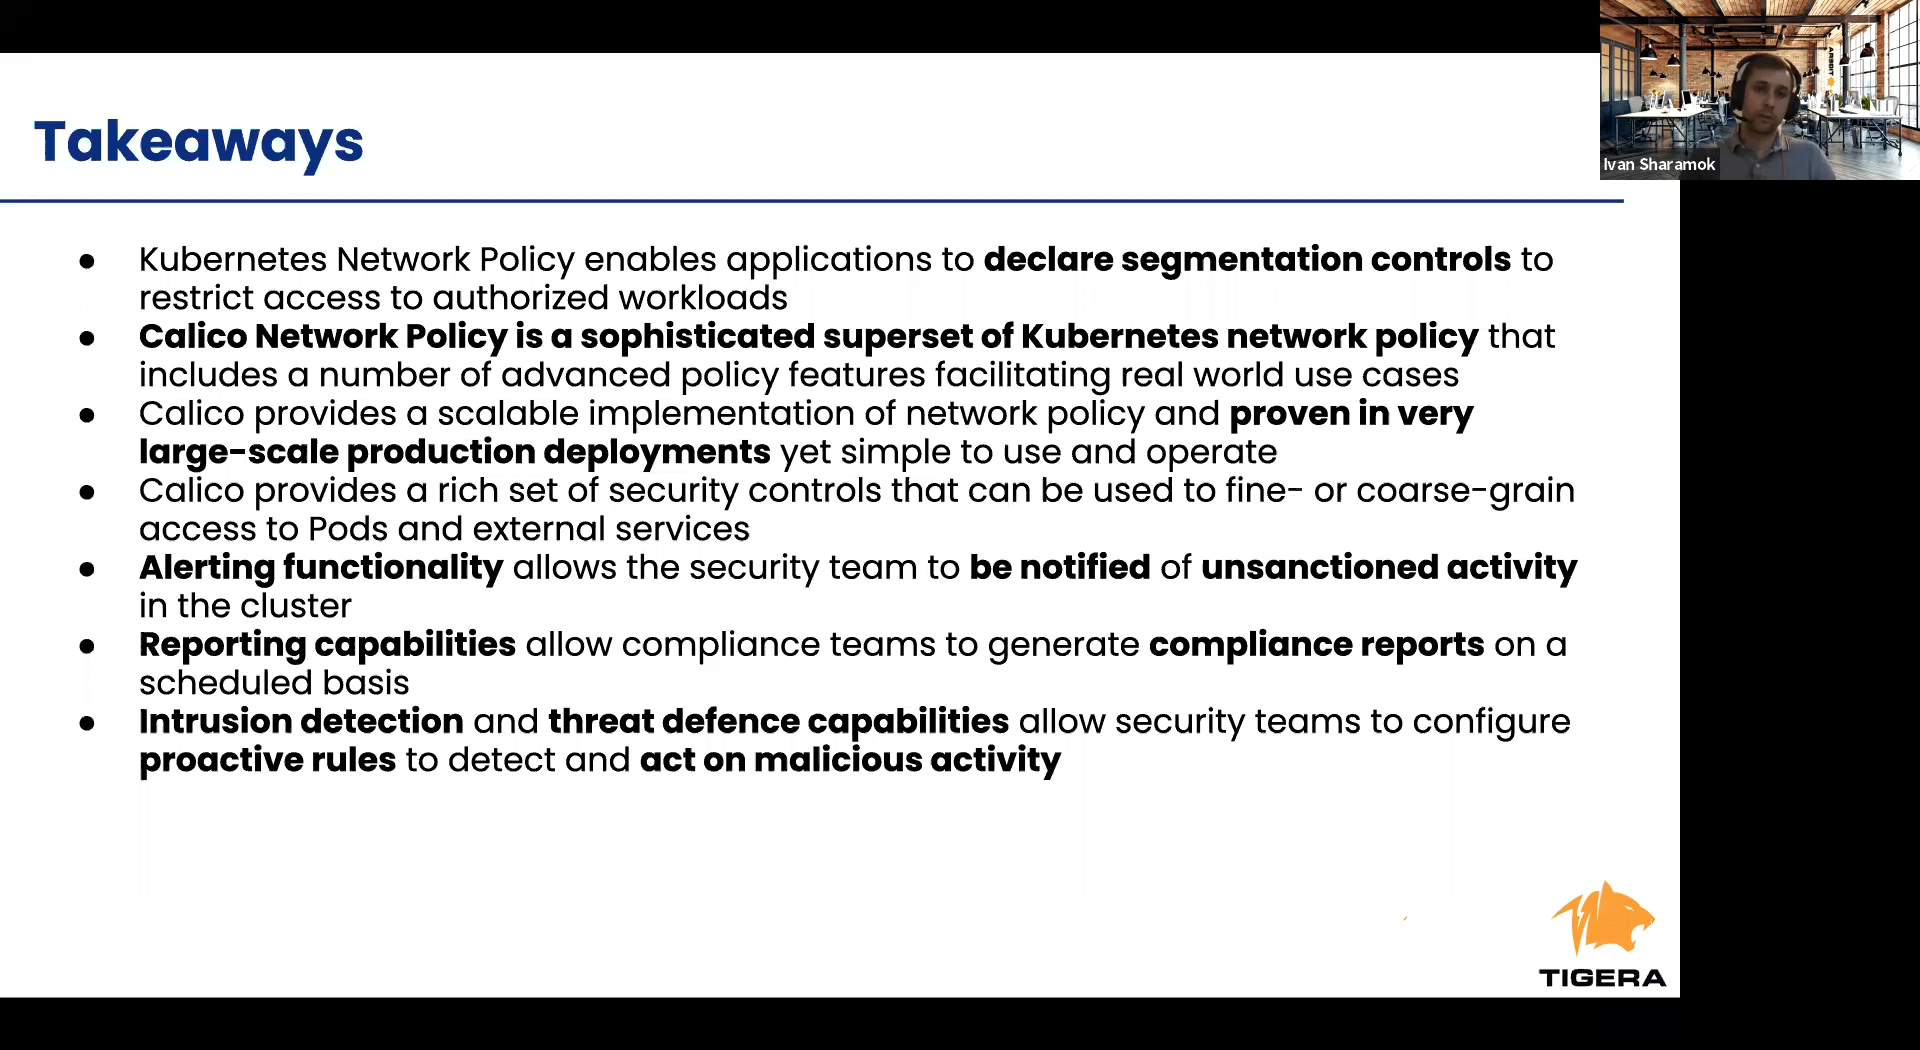 Takeaways
● Kubernetes Network Policy enables applications to declare segmentation controls to
restrict access to authorized workloads
● Calico Network Policy is a sophisticated superset of Kubernetes network policy that
includes a number of advanced policy features facilitating real world use cases
● Calico provides a scalable implementation of network policy and proven in very
large-scale production deployments yet simple to use and operate
● Calico provides a rich set of security controls that can be used to fine- or coarse-grain
access to Pods and external services
● Alerting functionality allows the security team to be notified of unsanctioned activity
in the cluster
● Reporting capabilities allow compliance teams to generate compliance reports on a
scheduled basis
● Intrusion detection and threat defence capabilities allow security teams to configure
proactive rules to detect and act on malicious activity
TIGERA
Ivan Sharamok